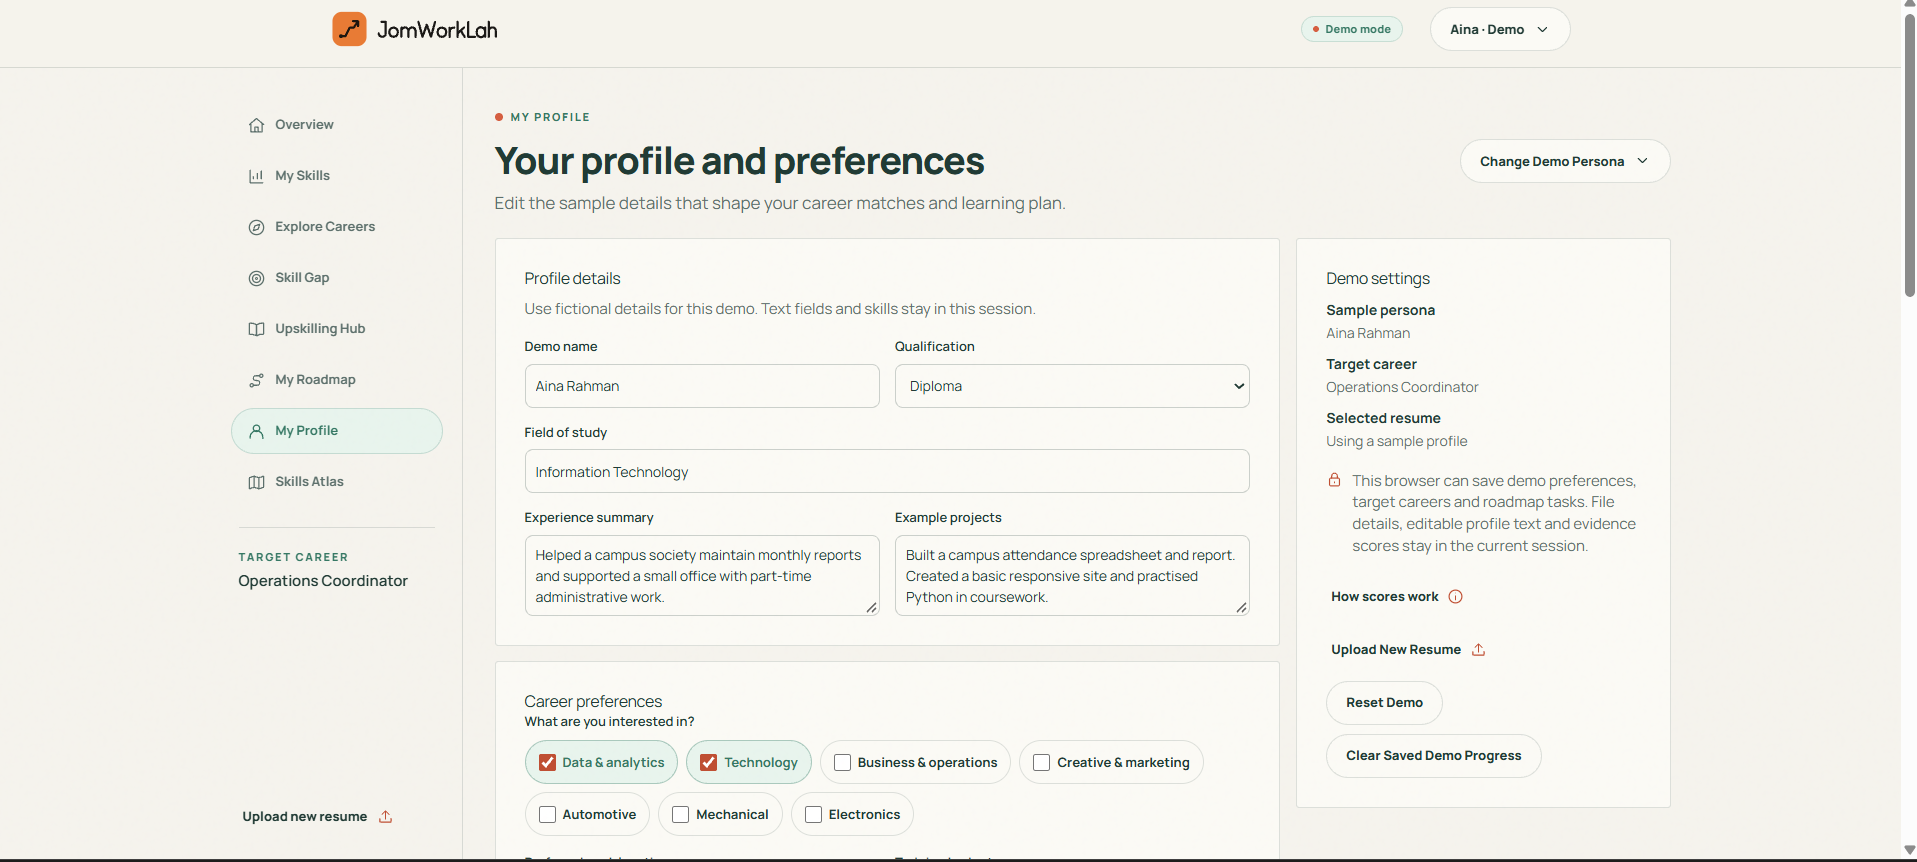 JomWorkLah
Demo mode
Aina · Demo
Overview
My Skills
Explore Careers
Skill Gap
Upskilling Hub
My Roadmap
My Profile
Skills Atlas
TARGET CAREER
Operations Coordinator
Upload new resume
MY PROFILE
Your profile and preferences
Edit the sample details that shape your career matches and learning plan.
Change Demo Persona
Profile details
Use fictional details for this demo. Text fields and skills stay in this session.
Demo name
Qualification
Aina Rahman
Diploma
Field of study
Information Technology
Experience summary
Example projects
Helped a campus society maintain monthly reports
and supported a small office with part-time
administrative work.
Built a campus attendance spreadsheet and report.
Created a basic responsive site and practised
Python in coursework.
Career preferences
What are you interested in?
Data & analytics
Technology
Business & operations
Creative & marketing
Automotive
Mechanical
Electronics
Demo settings
Sample persona
Aina Rahman
Target career
Operations Coordinator
Selected resume
Using a sample profile
This browser can save demo preferences,
target careers and roadmap tasks. File
details, editable profile text and evidence
scores stay in the current session.
How scores work
Upload New Resume
Reset Demo
Clear Saved Demo Progress